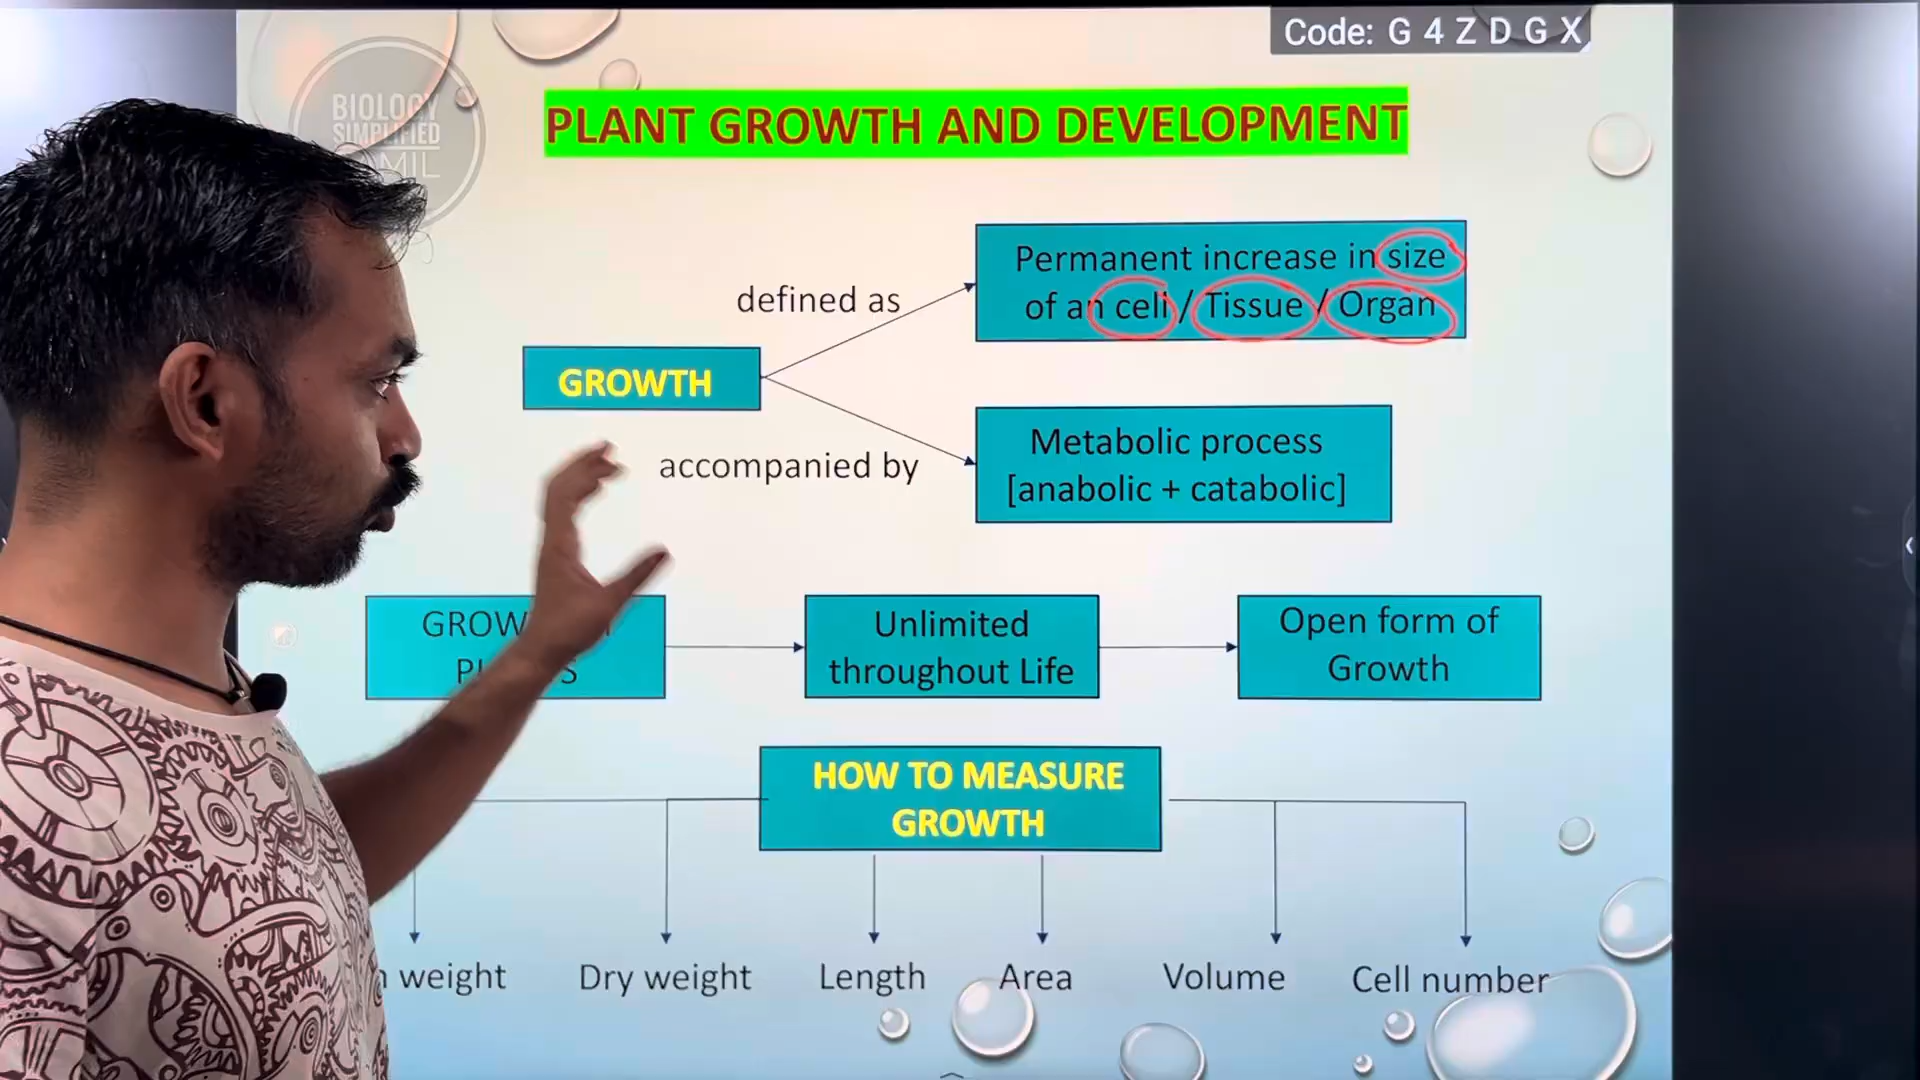 Code: G 4 Z D G X
BIOLOGY
SIMPLIFIED
PLANT GROWTH AND DEVELOPMENT
Permanent increase in size
of an cell / Tissue / Organ
defined as
GROWTH
accompanied by
Metabolic process
[anabolic + catabolic]
Unlimited
throughout Life
Open form of
Growth
HOW TO MEASURE
GROWTH
weight
Dry weight
Length
Area
Volume
Cell number